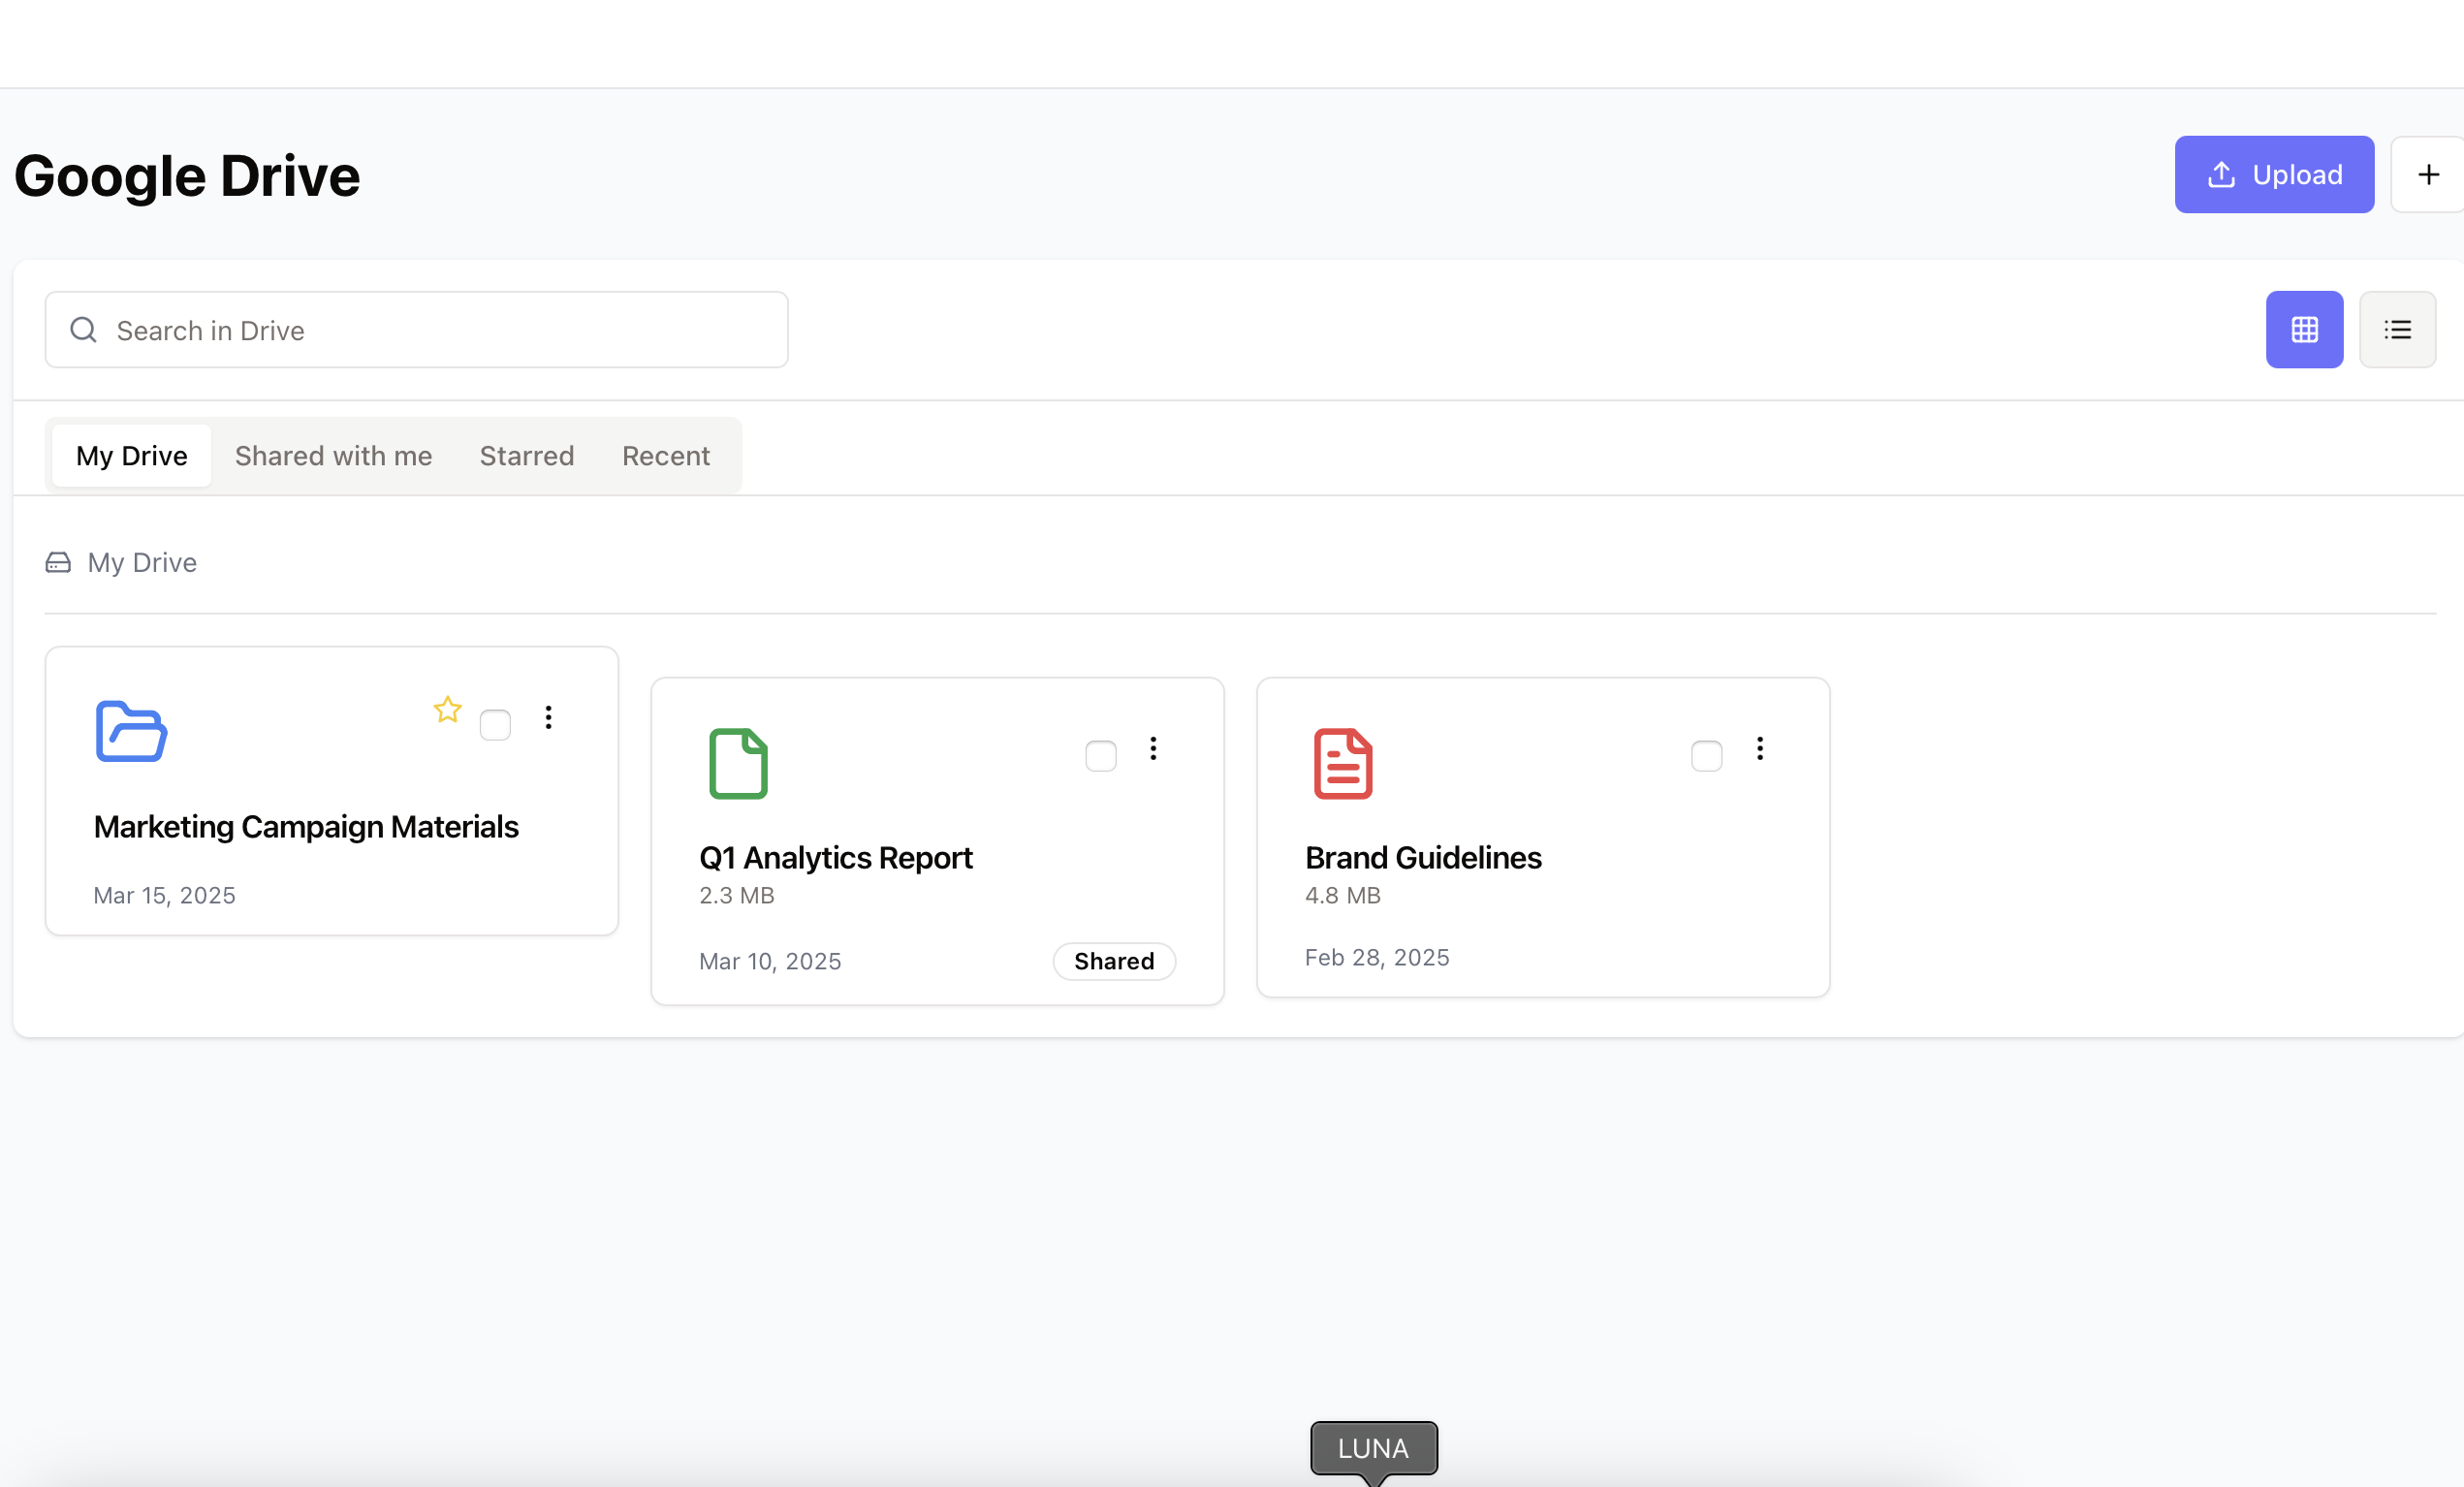 Google Drive
Upload
Search in Drive
My Drive
Shared with me
Starred
Recent
My Drive
Marketing Campaign Materials
Mar 15, 2025
Q1 Analytics Report
2.3 MB
Mar 10, 2025
Shared
Brand Guidelines
4.8 MB
Feb 28, 2025
LUNA